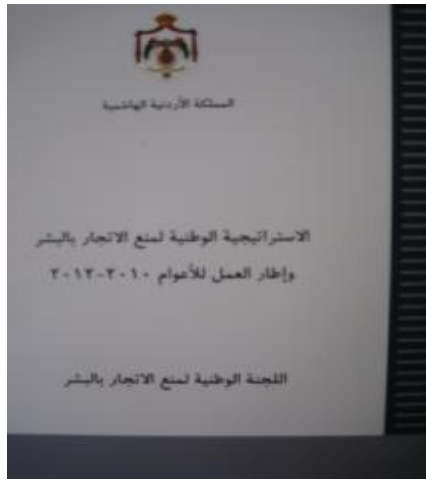 المملكة الأردنية الهاشمية
الاستراتيجية الوطنية لمنع الاتجار بالبشر
وإطار العمل للأعوام ٢٠١٠-٢٠١٢
اللجنة الوطنية لمنع الاتجار بالبشر